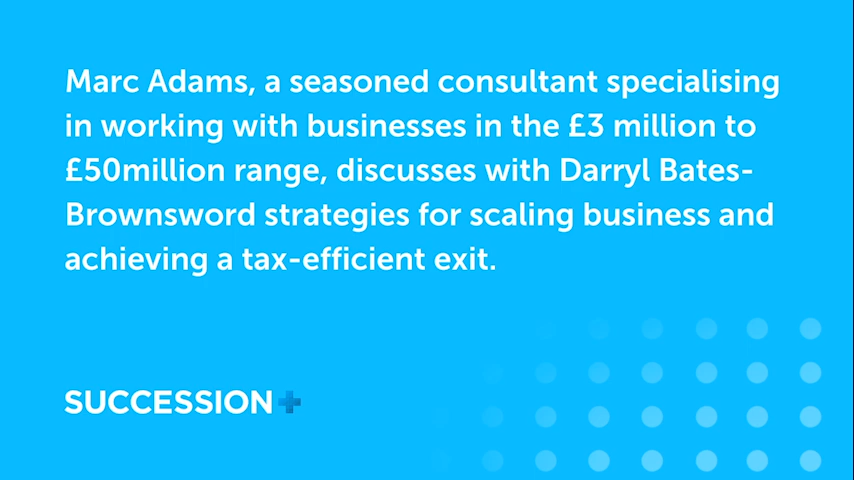 Marc Adams, a seasoned consultant specialising
in working with businesses in the £3 million to
£50million range, discusses with Darryl Bates-
Brownsword strategies for scaling business and
achieving a tax-efficient exit.
SUCCESSION+